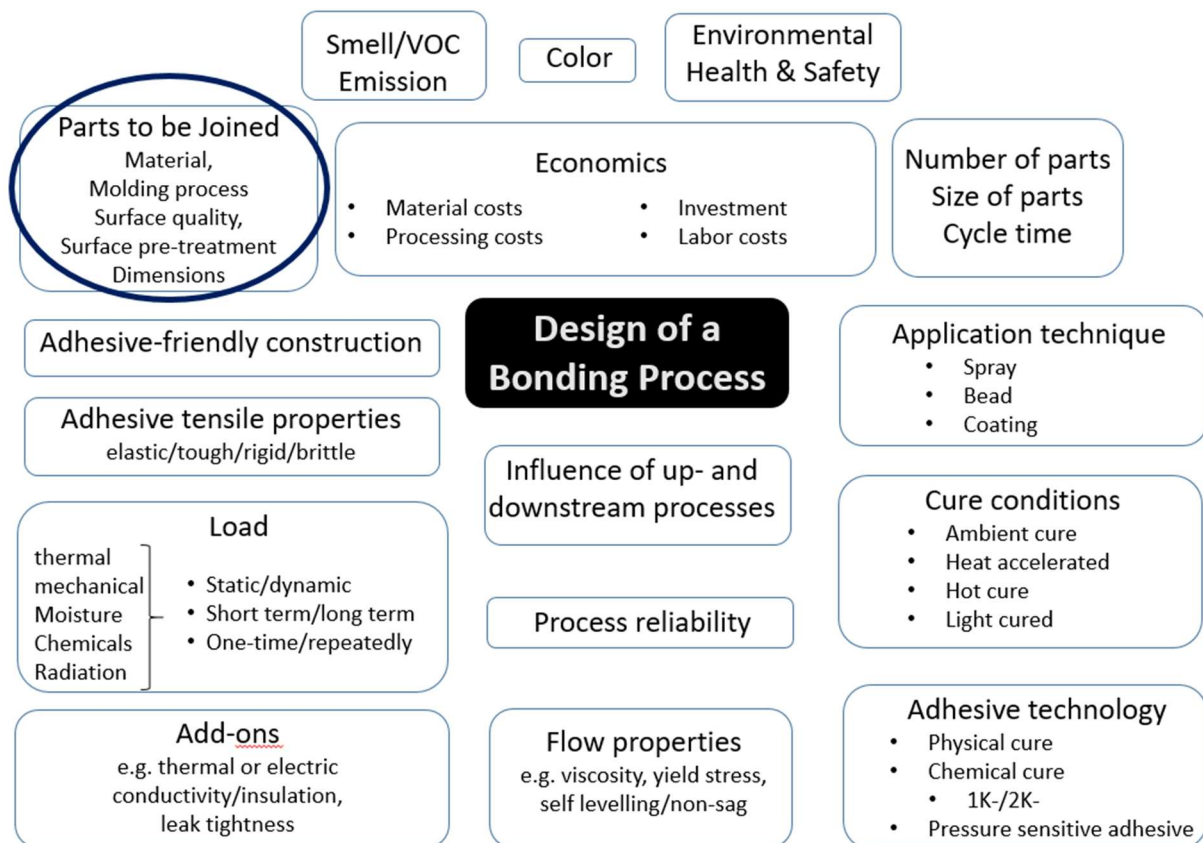 Smell/VOC
Emission
Color
Environmental
Health & Safety
Parts to be Joined
Material,
Molding process
Surface quality,
Surface pre-treatment
Dimensions
Economics
• Material costs
• Processing costs
• Investment
• Labor costs
Number of parts
Size of parts
Cycle time
Adhesive-friendly construction
Design of a
Bonding Process
Application technique
• Spray
• Bead
• Coating
Adhesive tensile properties
elastic/tough/rigid/brittle
Influence of up- and
downstream processes
Cure conditions
• Ambient cure
• Heat accelerated
• Hot cure
• Light cured
Load
thermal
mechanical
Moisture
Chemicals
Radiation
• Static/dynamic
• Short term/long term
• One-time/repeatedly
Process reliability
Add-ons
e.g. thermal or electric
conductivity/insulation,
leak tightness
Flow properties
e.g. viscosity, yield stress,
self levelling/non-sag
Adhesive technology
• Physical cure
• Chemical cure
• 1K-/2K-
• Pressure sensitive adhesive